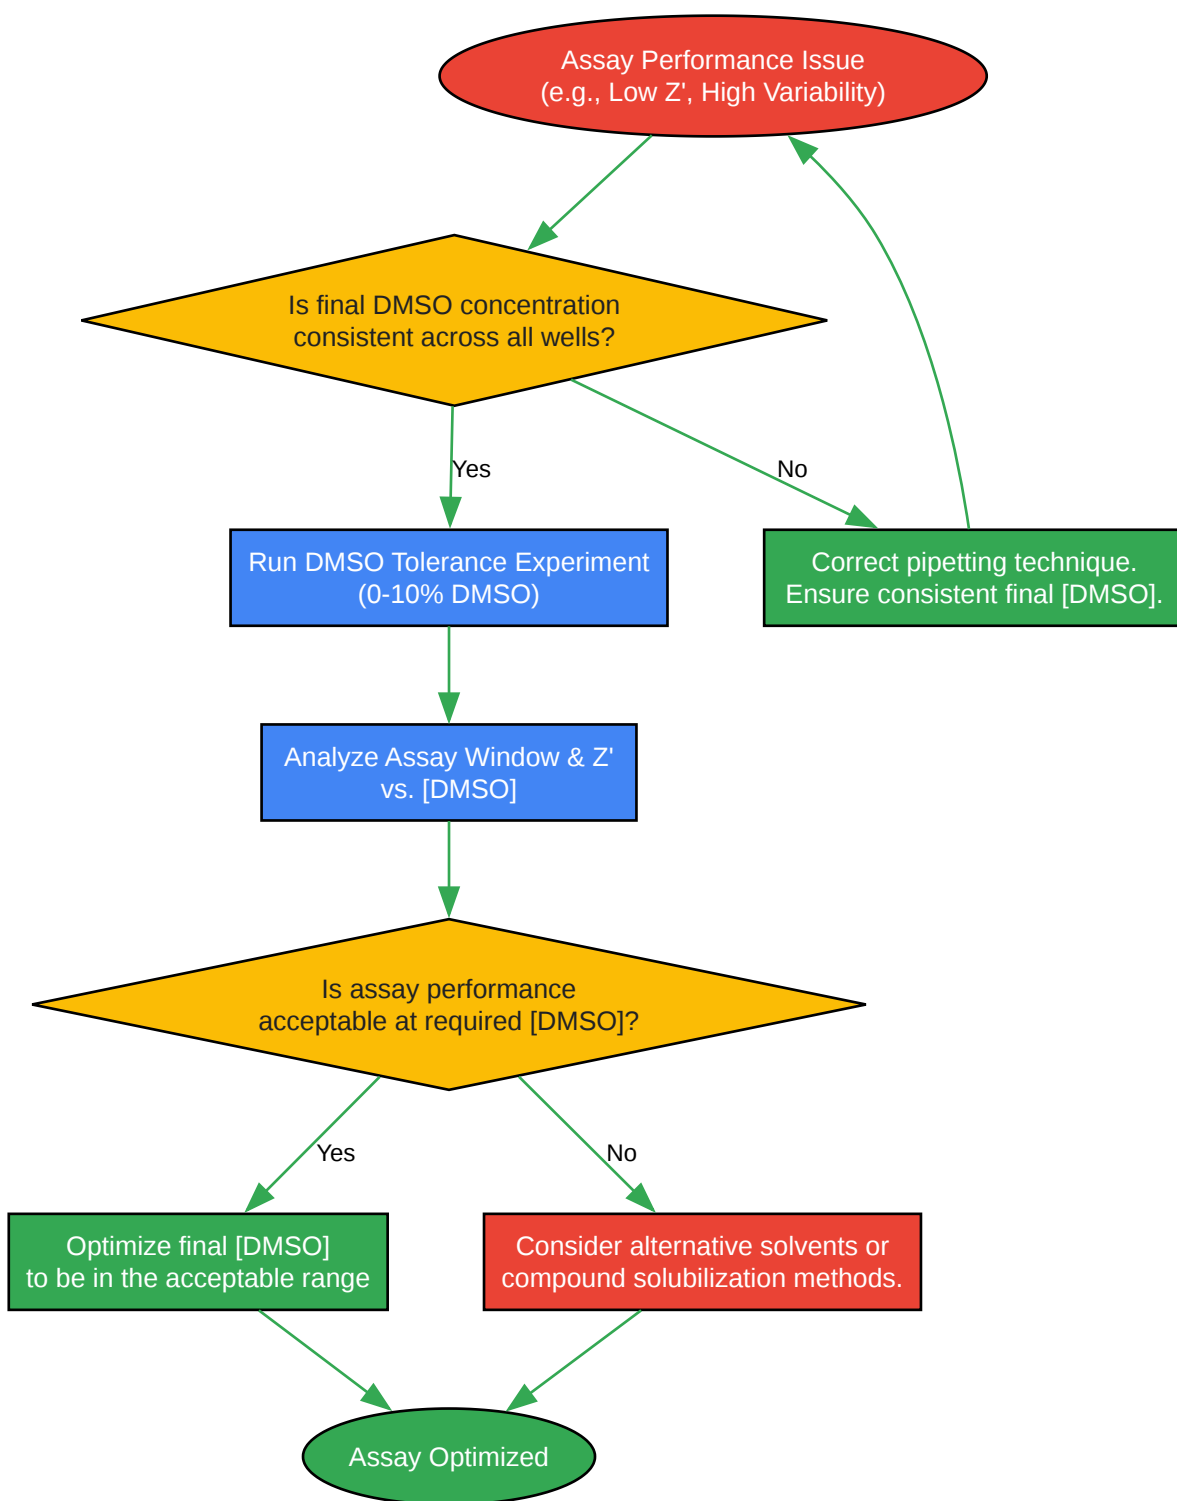 Assay Performance Issue
(e.g., Low Z', High Variability)
Is final DMSO concentration
consistent across all wells?
Yes
No
Run DMSO Tolerance Experiment
(0-10% DMSO)
Correct pipetting technique.
Ensure consistent final [DMSO].
Analyze Assay Window & Z'
vs. [DMSO]
Is assay performance
acceptable at required [DMSO]?
Yes
No
Optimize final [DMSO]
to be in the acceptable range
Consider alternative solvents or
compound solubilization methods.
Assay Optimized